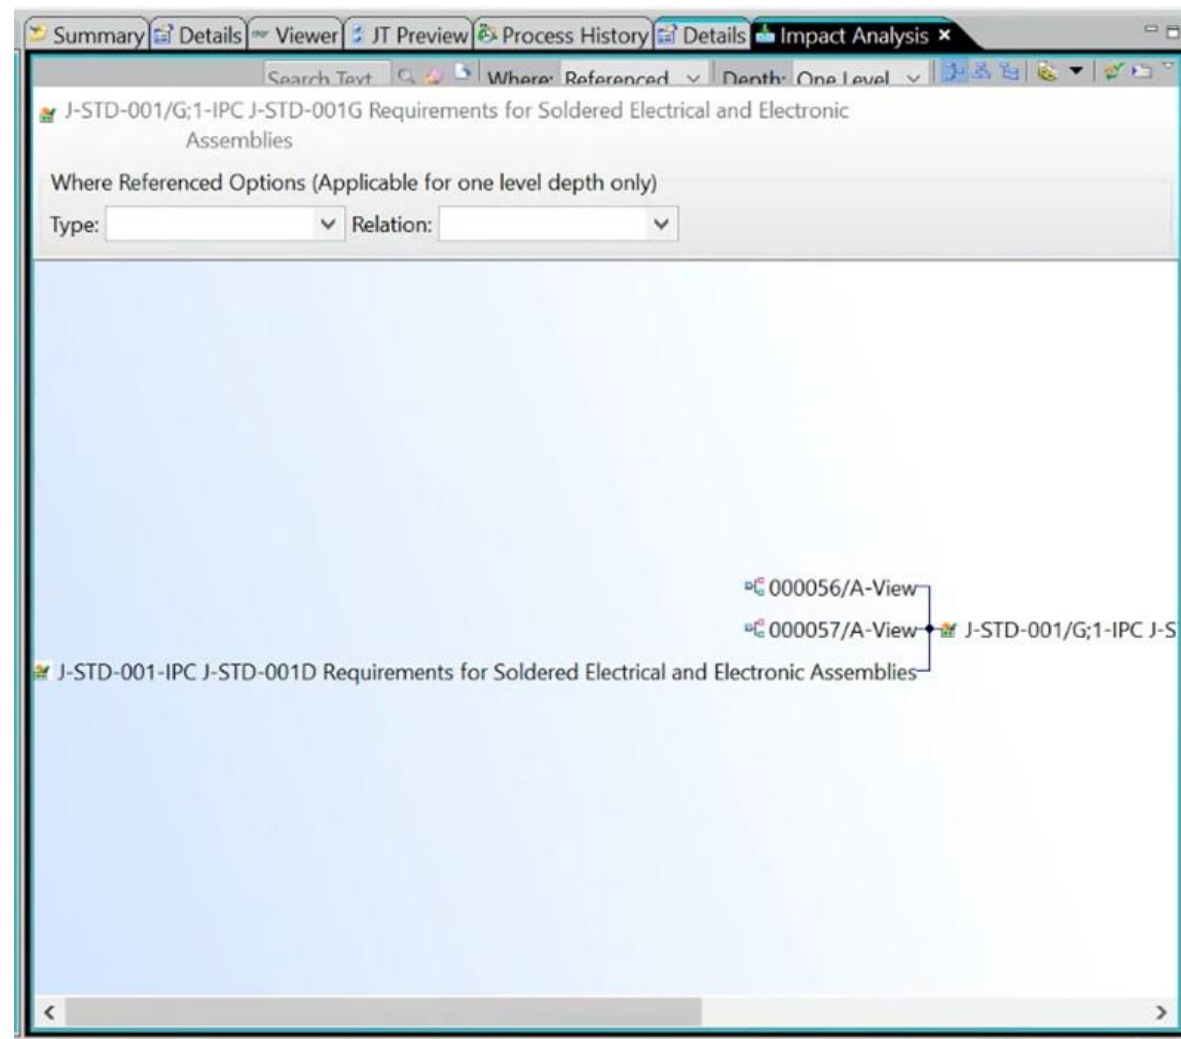 Summary Details Viewer JT Preview Process History Details Impact Analysis ×
Search Text Where: Referenced Depth: One Level
J-STD-001/G;1-IPC J-STD-001G Requirements for Soldered Electrical and Electronic
Assemblies
Where Referenced Options (Applicable for one level depth only)
Type: Relation:
000056/A-View
000057/A-View J-STD-001/G;1-IPC J-S
J-STD-001-IPC J-STD-001D Requirements for Soldered Electrical and Electronic Assemblies